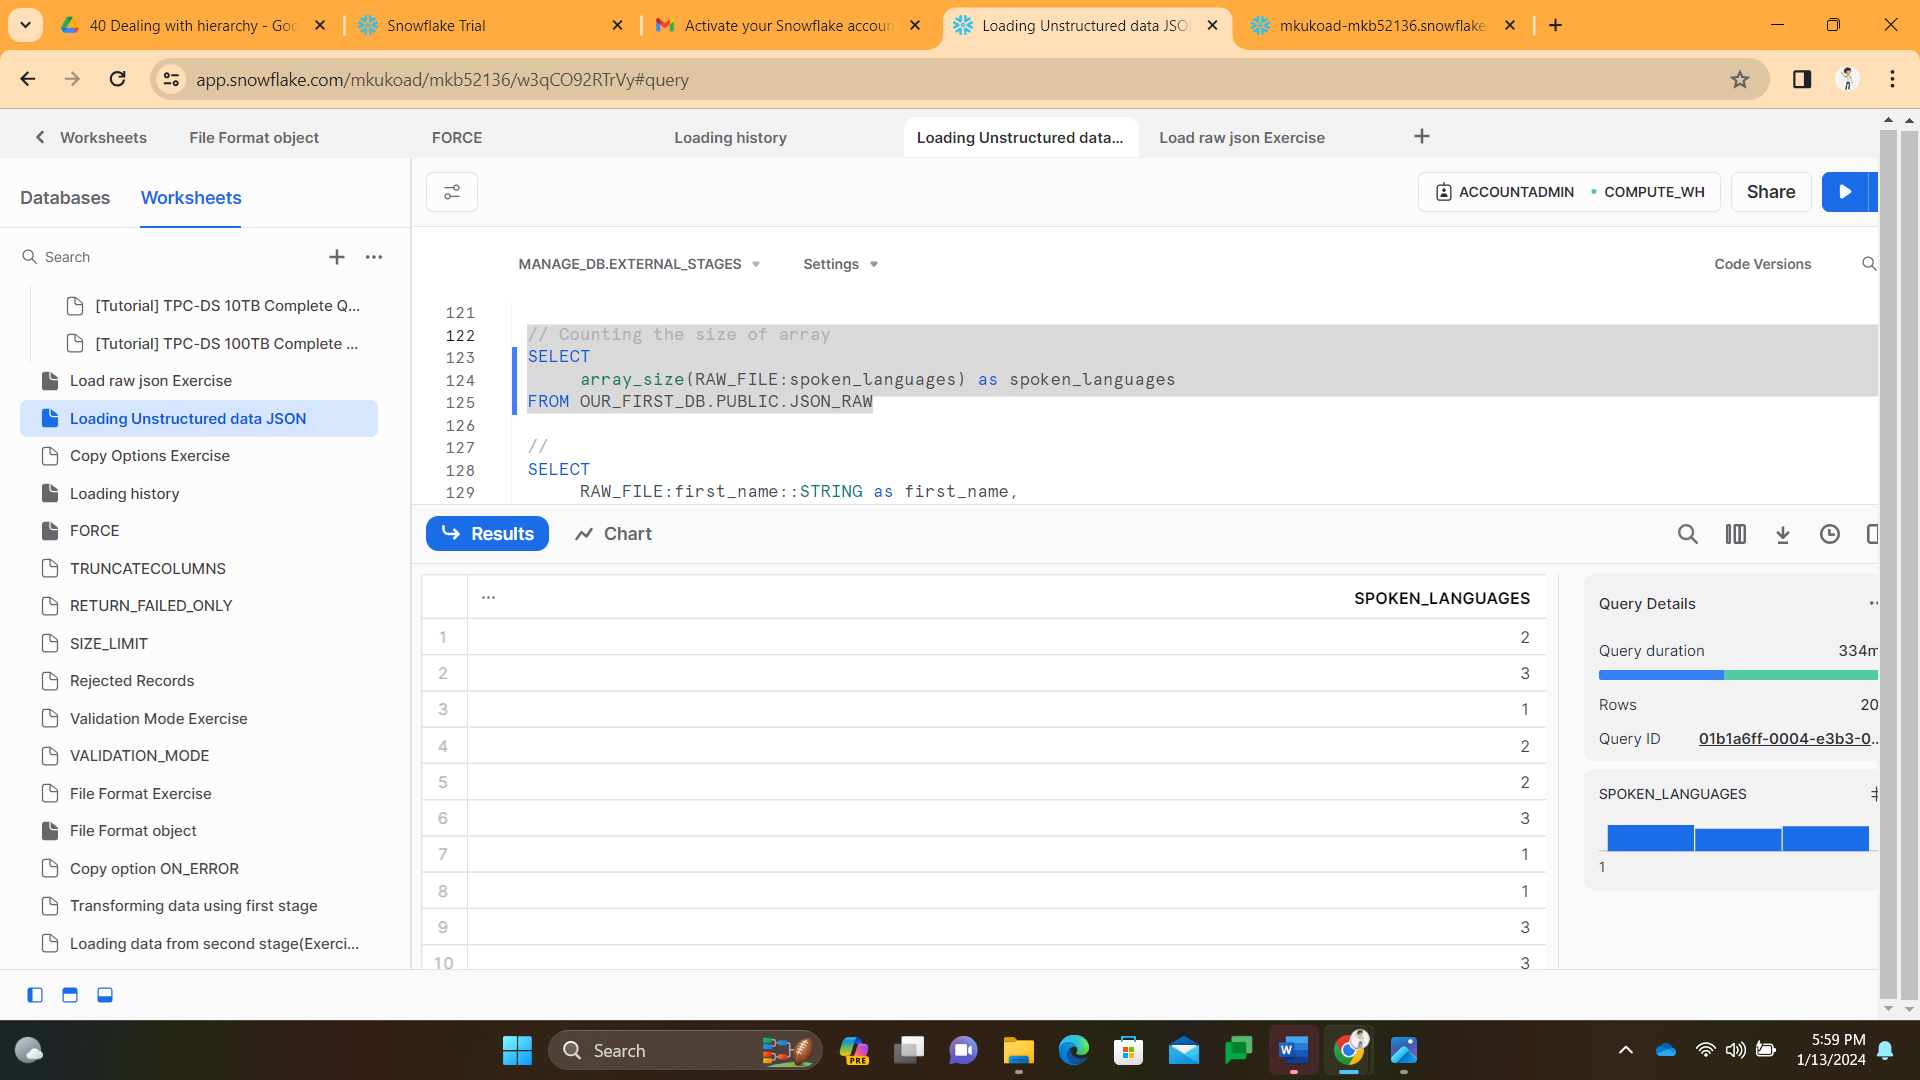 40 Dealing with hierarchy - Goo
Snowflake Trial
Activate your Snowflake accoun
Loading Unstructured data JSO
mkukoad-mkb52136.snowflake
app.snowflake.com/mkukoad/mkb52136/w3qCO92RTrVy#query
Worksheets
File Format object
FORCE
Loading history
Loading Unstructured data...
Load raw json Exercise
Databases
Worksheets
ACCOUNTADMIN
COMPUTE_WH
Share
Search
MANAGE_DB.EXTERNAL_STAGES
Settings
Code Versions
[Tutorial] TPC-DS 10TB Complete Q...
[Tutorial] TPC-DS 100TB Complete ...
Load raw json Exercise
Loading Unstructured data JSON
Copy Options Exercise
Loading history
FORCE
TRUNCATECOLUMNS
RETURN_FAILED_ONLY
SIZE_LIMIT
Rejected Records
Validation Mode Exercise
VALIDATION_MODE
File Format Exercise
File Format object
Copy option ON_ERROR
Transforming data using first stage
Loading data from second stage(Exerci...
121
122 // Counting the size of array
123 SELECT
124 array_size(RAW_FILE:spoken_languages) as spoken_languages
125 FROM OUR_FIRST_DB.PUBLIC.JSON_RAW
126
127 //
128 SELECT
129 RAW_FILE:first_name::STRING as first_name,
Results
Chart
... SPOKEN_LANGUAGES
1 2
2 3
3 1
4 2
5 2
6 3
7 1
8 1
9 3
10 3
Query Details
Query duration 334m
Rows 20
Query ID 01b1a6ff-0004-e3b3-0...
SPOKEN_LANGUAGES
1
Search
PRE
5:59 PM
1/13/2024